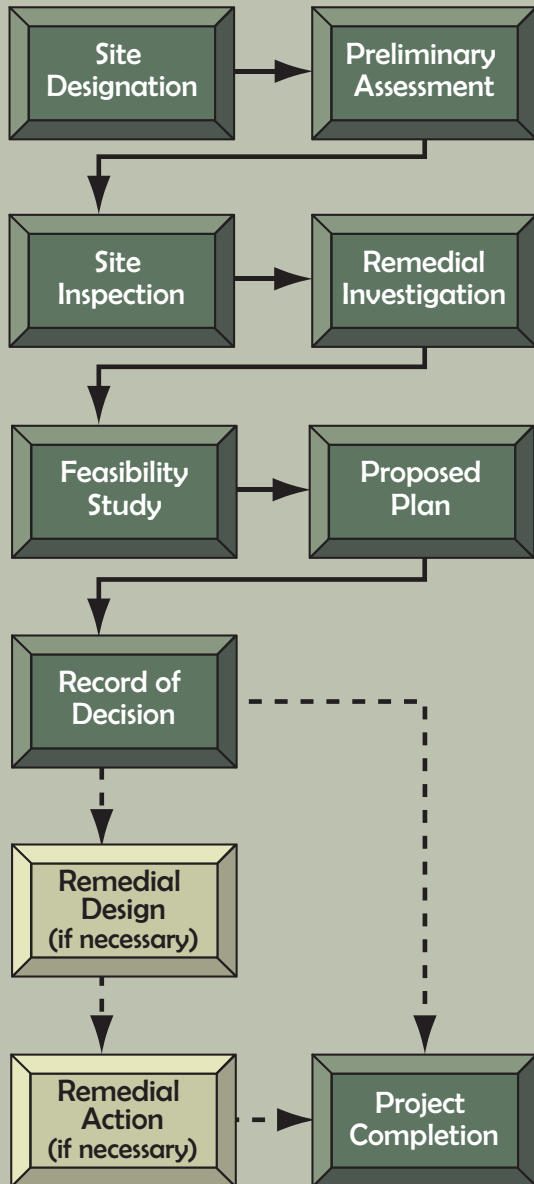 Site
Designation
Preliminary
Assessment
Site
Inspection
Remedial
Investigation
Feasibility
Study
Proposed
Plan
Record of
Decision
Remedial
Design
(if necessary)
Remedial
Action
(if necessary)
Project
Completion